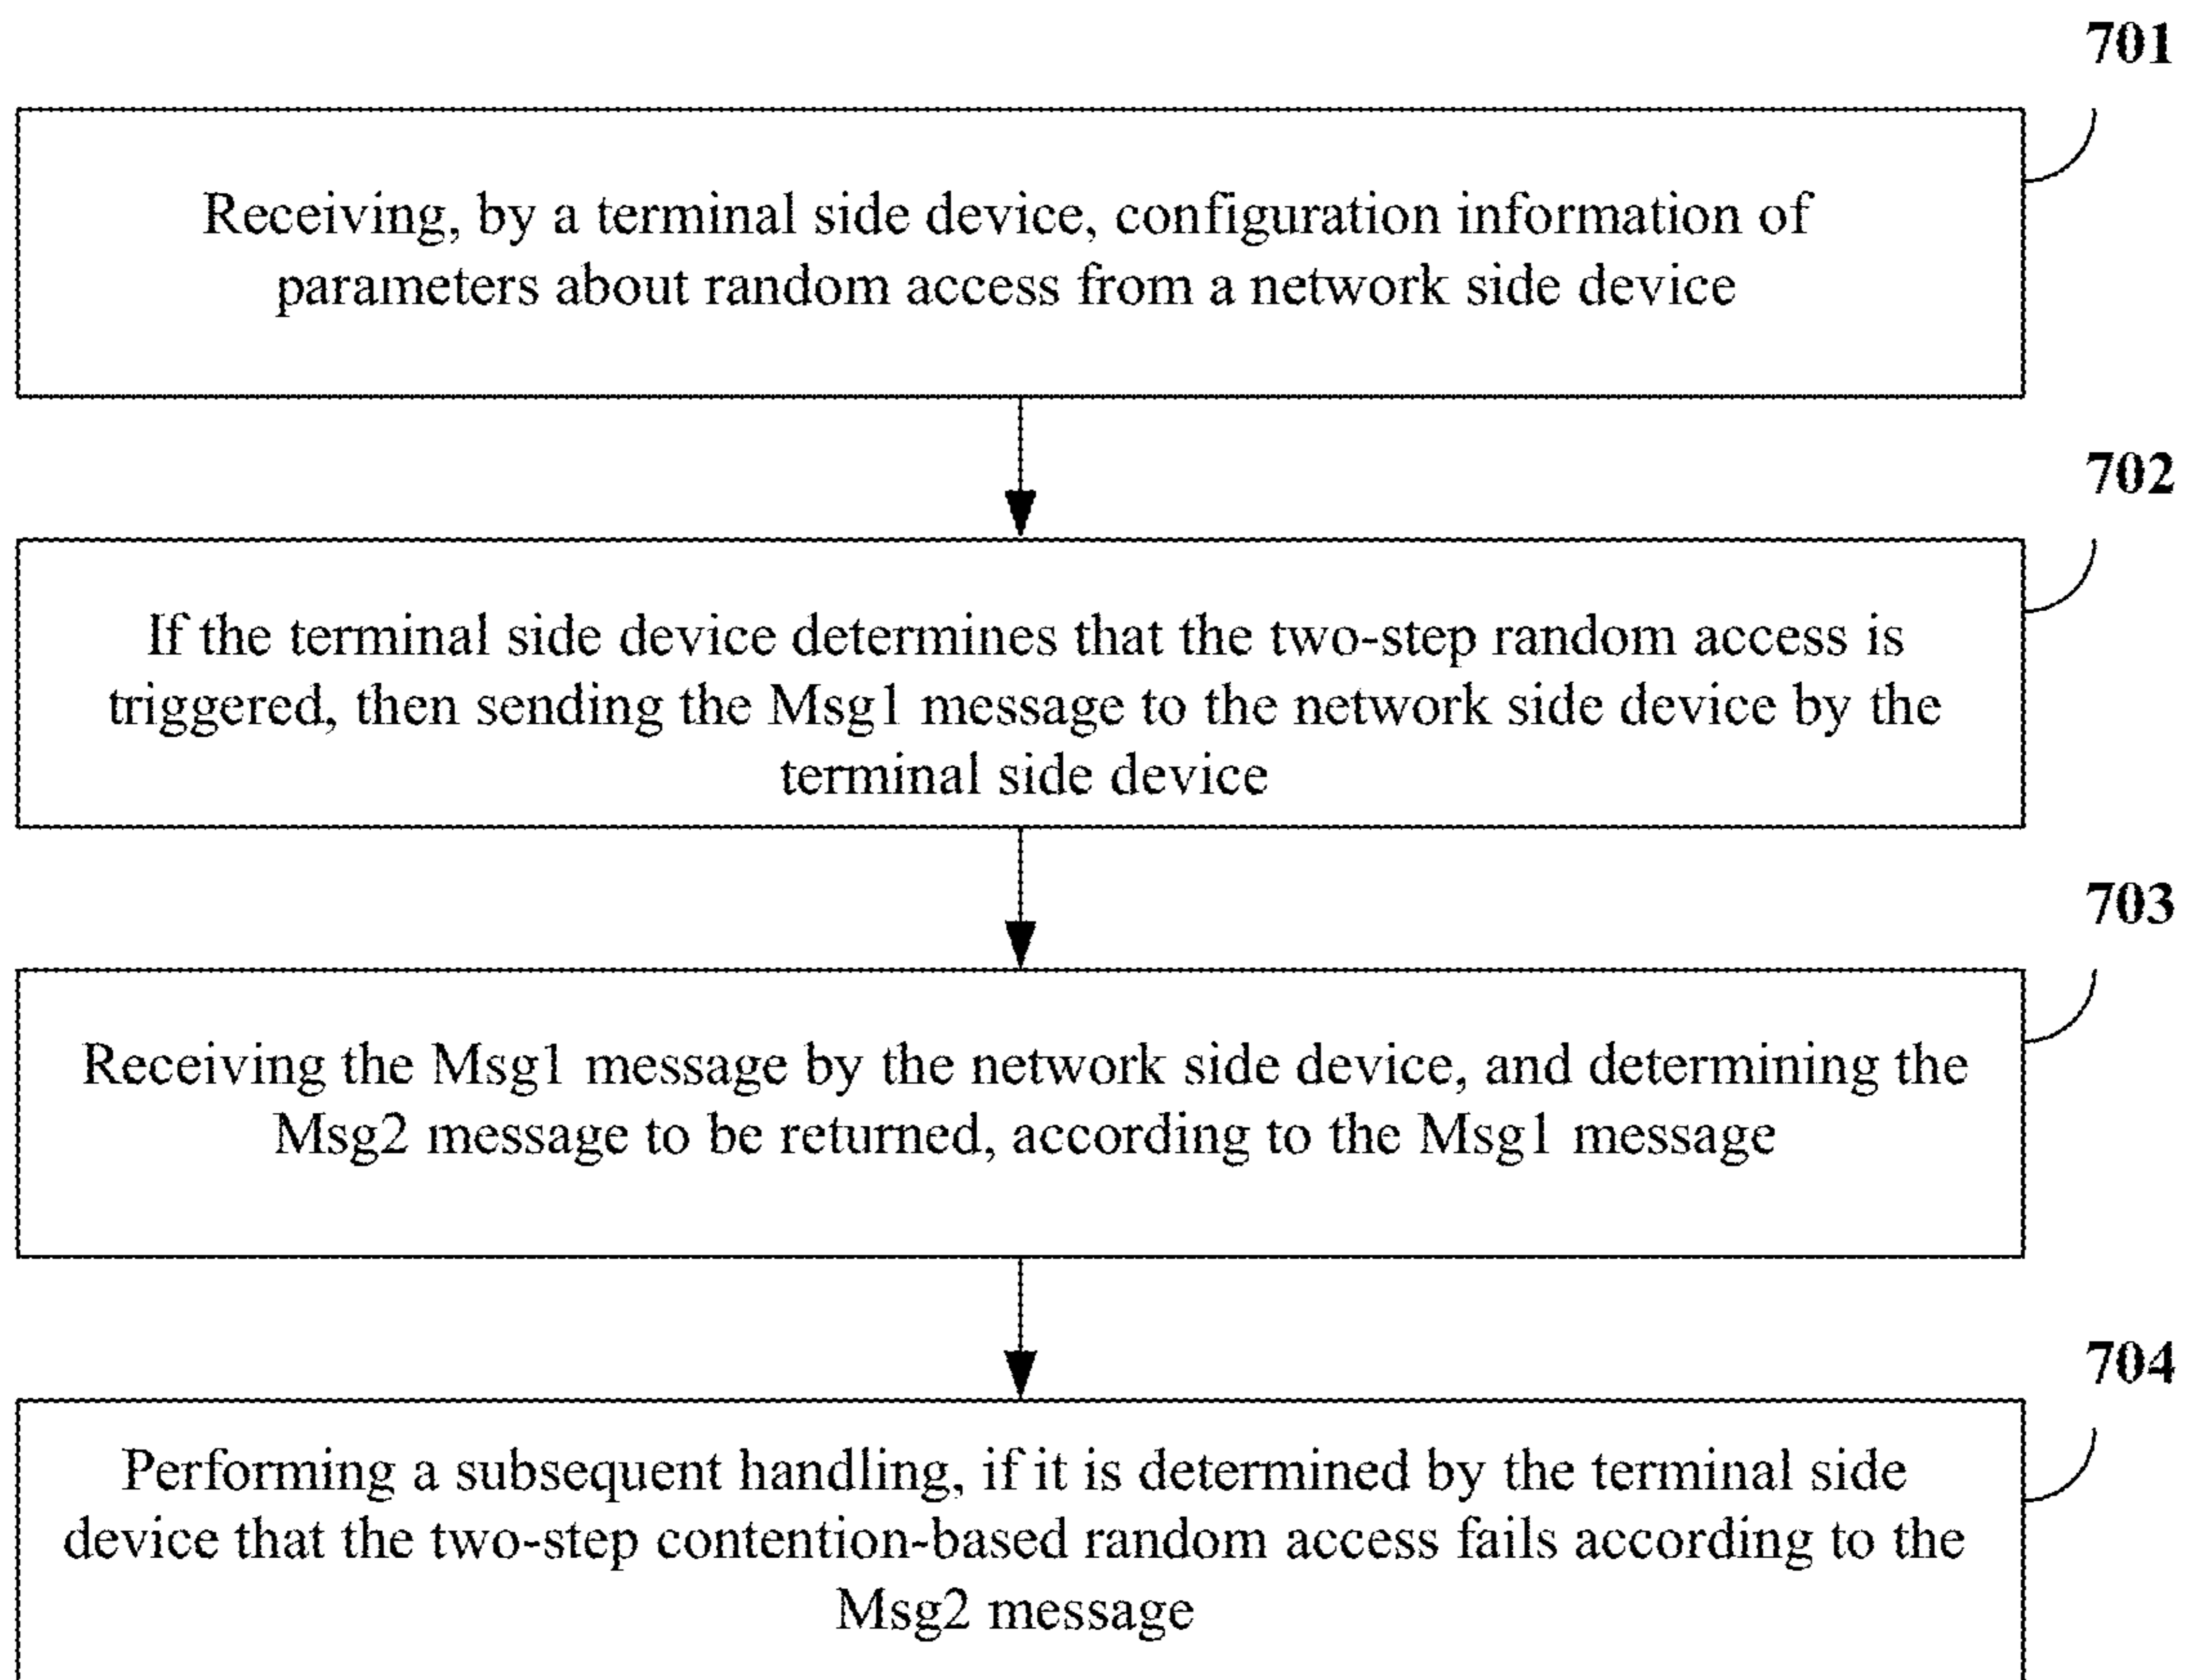 701
Receiving, by a terminal side device, configuration information of
parameters about random access from a network side device
702
If the terminal side device determines that the two-step random access is
triggered, then sending the Msg1 message to the network side device by the
terminal side device
703
Receiving the Msg1 message by the network side device, and determining the
Msg2 message to be returned, according to the Msg1 message
704
Performing a subsequent handling, if it is determined by the terminal side
device that the two-step contention-based random access fails according to the
Msg2 message